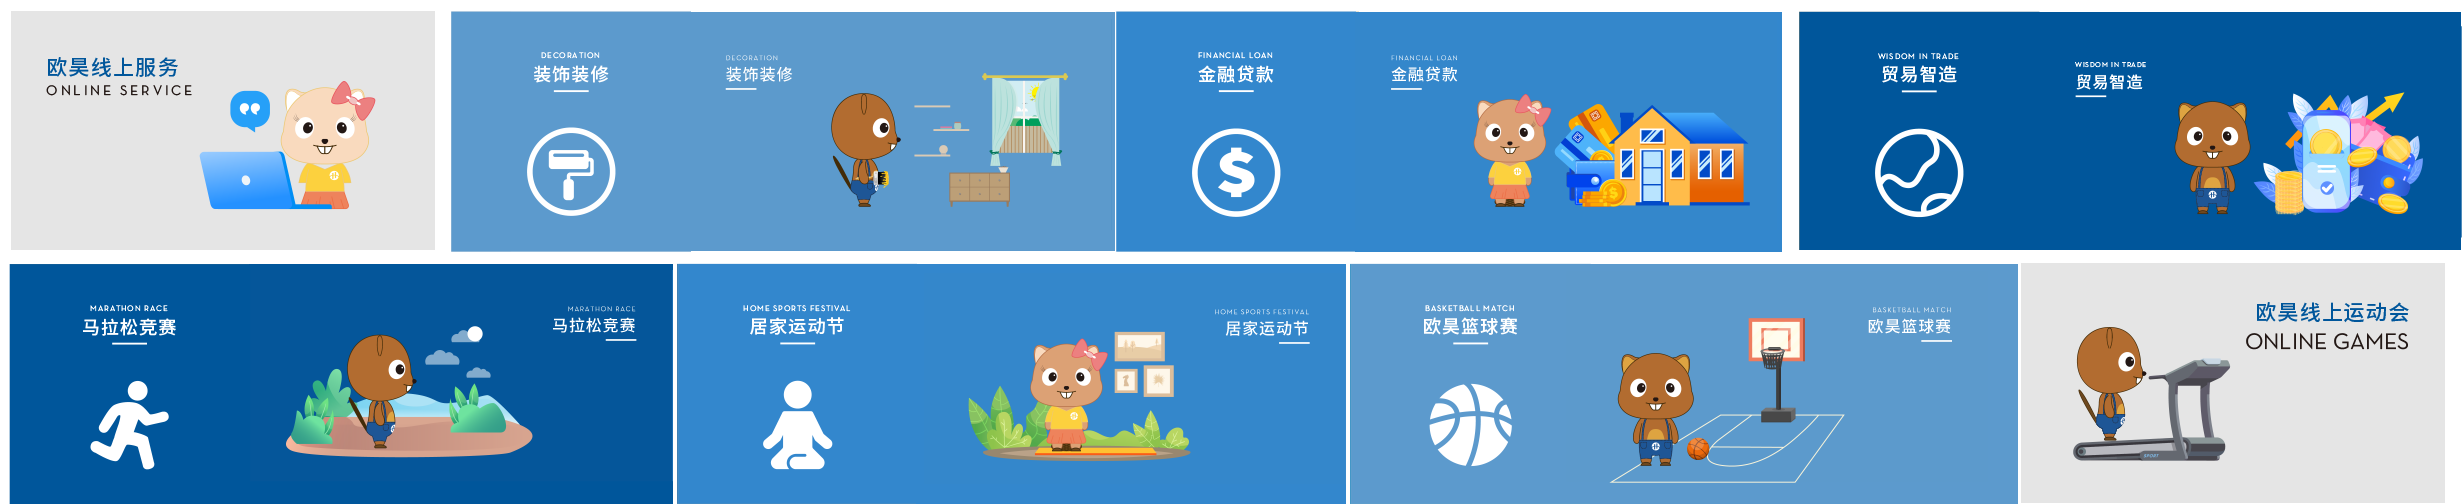 欧昊线上服务
ONLINE SERVICE
DECORATION
装饰装修
DECORATION
装饰装修
FINANCIAL LOAN
金融贷款
FINANCIAL LOAN
金融贷款
WISDOM IN TRADE
贸易智造
WISDOM IN TRADE
贸易智造
MARATHON RACE
马拉松竞赛
MARATHON RACE
马拉松竞赛
HOME SPORTS FESTIVAL
居家运动节
HOME SPORTS FESTIVAL
居家运动节
BASKETBALL MATCH
欧昊篮球赛
BASKETBALL MATCH
欧昊篮球赛
欧昊线上运动会
ONLINE GAMES
SPORT